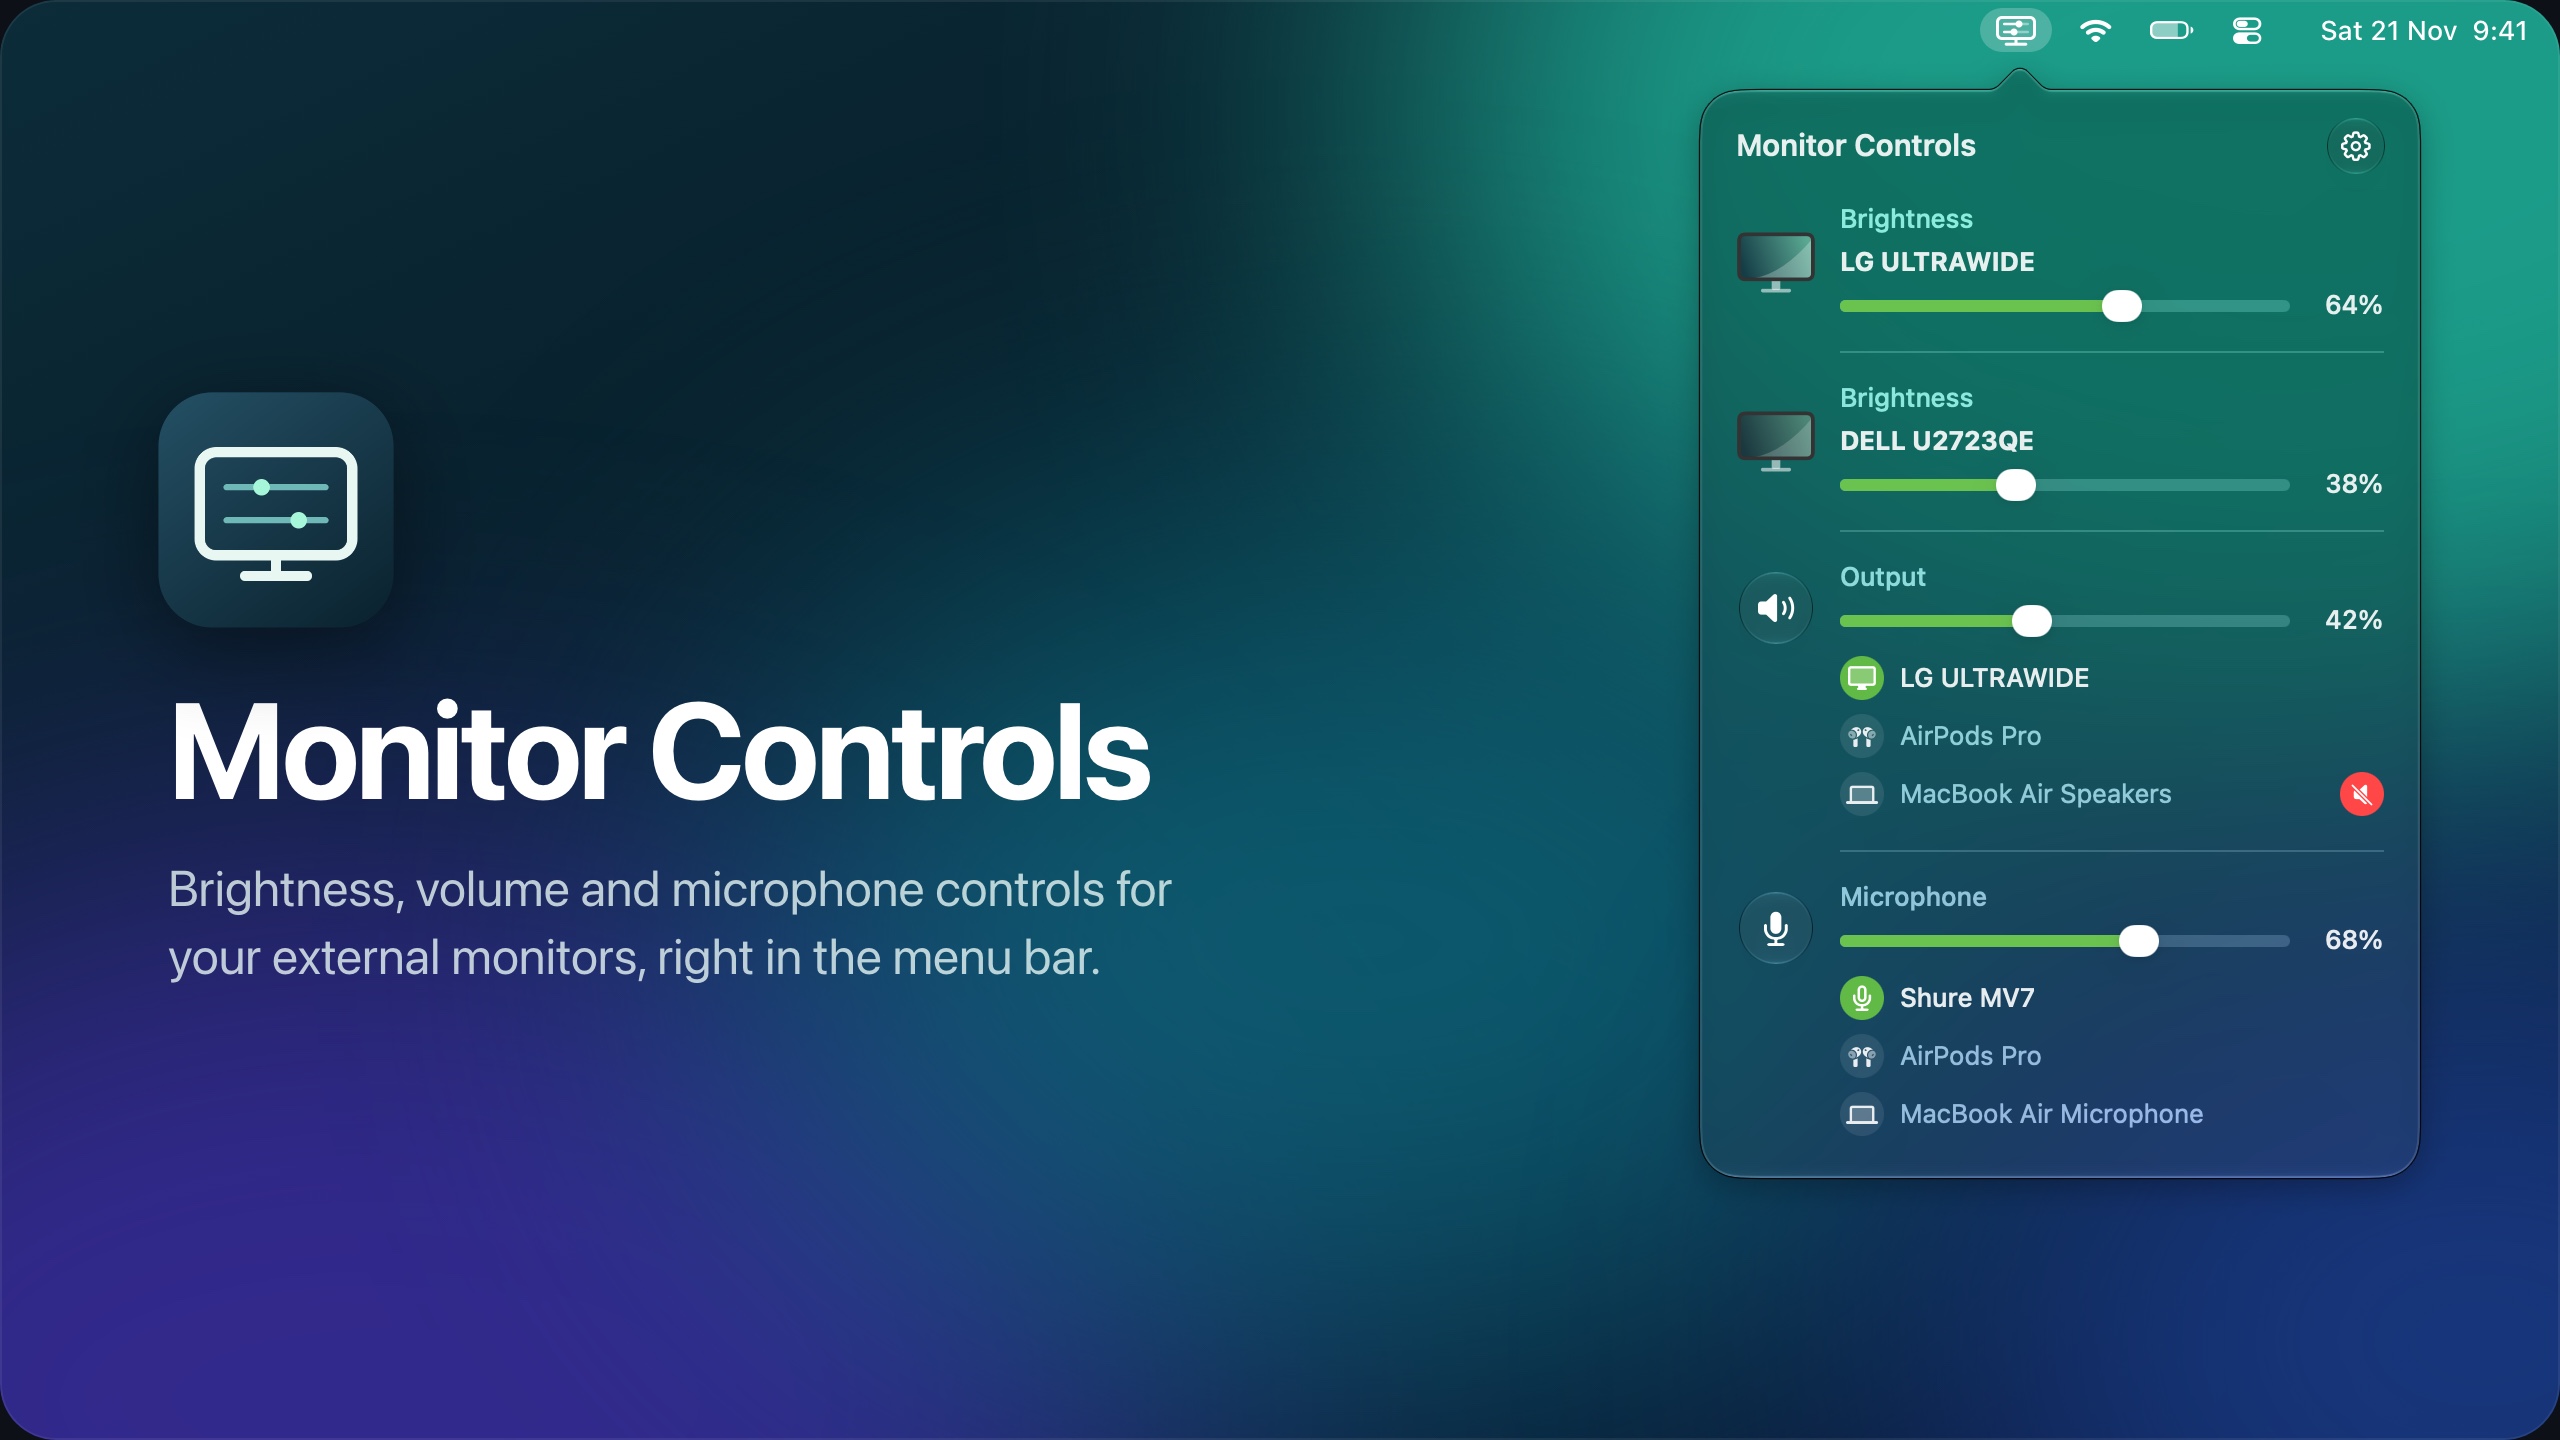 Sat 21 Nov 9:41
Monitor Controls
Brightness
LG ULTRAWIDE
64%
Brightness
DELL U2723QE
38%
Output
42%
LG ULTRAWIDE
AirPods Pro
MacBook Air Speakers
Microphone
68%
Shure MV7
AirPods Pro
MacBook Air Microphone
Monitor Controls
Brightness, volume and microphone controls for
your external monitors, right in the menu bar.